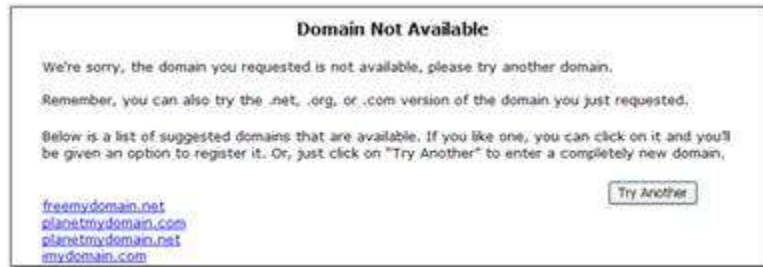 Domain Not Available
We're sorry, the domain you requested is not available, please try another domain.
Remember, you can also try the .net, .org, or .com version of the domain you just requested.
Below is a list of suggested domains that are available. If you like one, you can click on it and you'll
be given an option to register it. Or, just click on "Try Another" to enter a completely new domain.
Try Another
freemydomain.net
planetmydomain.com
planetmydomain.net
imydomain.com